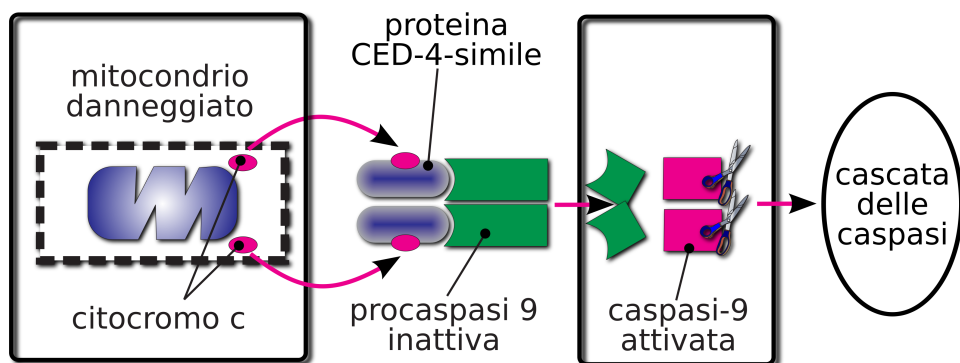 mitocondrio
danneggiato
citocromo c
proteina
CED-4-simile
procaspasi 9
inattiva
caspasi-9
attivata
cascata
delle
caspasi